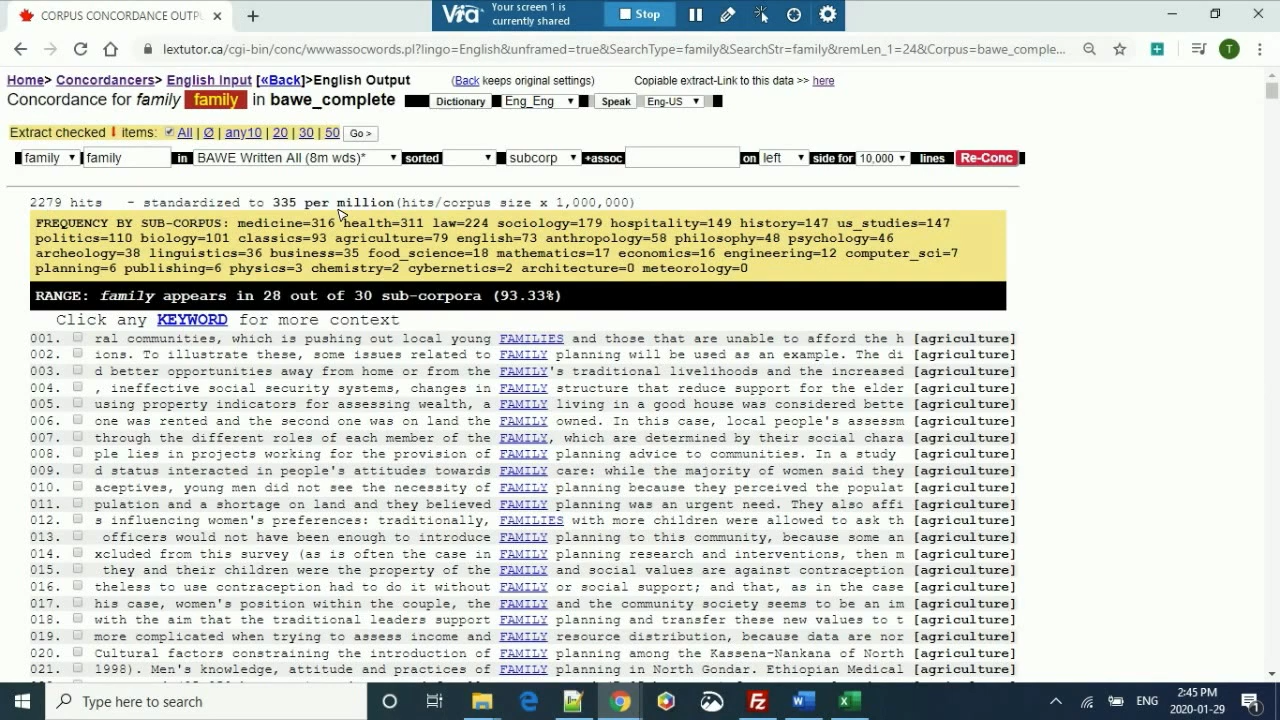 CORPUS CONCORDANCE OUTPU
Vfa Your screen 1 is currently shared Stop
lextutor.ca/cgi-bin/conc/wwwassocwords.pl?lingo=English&unframed=true&SearchType=family&SearchStr=family&remLen_1=24&Corpus=bawe_comple... T
Home> Concordancers> English Input [«Back]>English Output (Back keeps original settings) Copiable extract-Link to this data >> here
Concordance for family family in bawe_complete Dictionary Eng_Eng Speak Eng-US
Extract checked items: All | Ø | any10 | 20 | 30 | 50 Go >
family family in BAWE Written All (8m wds)* sorted subcorp +assoc on left side for 10,000 lines Re-Conc
2279 hits - standardized to 335 per million(hits/corpus size x 1,000,000)
FREQUENCY BY SUB-CORPUS: medicine=316 health=311 law=224 sociology=179 hospitality=149 history=147 us_studies=147
politics=110 biology=101 classics=93 agriculture=79 english=73 anthropology=58 philosophy=48 psychology=46
archeology=38 linguistics=36 business=35 food_science=18 mathematics=17 economics=16 engineering=12 computer_sci=7
planning=6 publishing=6 physics=3 chemistry=2 cybernetics=2 architecture=0 meteorology=0
RANGE: family appears in 28 out of 30 sub-corpora (93.33%)
Click any KEYWORD for more context
001. ral communities, which is pushing out local young FAMILIES and those that are unable to afford the h [agriculture]
002. ions. To illustrate these, some issues related to FAMILY planning will be used as an example. The di [agriculture]
003. d better opportunities away from home or from the FAMILY's traditional livelihoods and the increased [agriculture]
004. , ineffective social security systems, changes in FAMILY structure that reduce support for the elder [agriculture]
005. using property indicators for assessing wealth, a FAMILY living in a good house was considered bette [agriculture]
006. one was rented and the second one was on land the FAMILY owned. In this case, local people's assessm [agriculture]
007. through the different roles of each member of the FAMILY, which are determined by their social chara [agriculture]
008. ple lies in projects working for the provision of FAMILY planning advice to communities. In a study [agriculture]
009. d status interacted in people's attitudes towards FAMILY care: while the majority of women said they [agriculture]
010. aceptives, young men did not see the necessity of FAMILY planning because they perceived the populat [agriculture]
011. pulation and a shortage on land and they believed FAMILY planning was an urgent need. They also affi [agriculture]
012. s influencing women's preferences: traditionally, FAMILIES with more children were allowed to ask th [agriculture]
013. officers would not have been enough to introduce FAMILY planning to this community, because some an [agriculture]
014. xcluded from this survey (as is often the case in FAMILY planning research and interventions, then m [agriculture]
015. they and their children were the property of the FAMILY and social values are against contraception [agriculture]
016. theless to use contraception had to do it without FAMILY or social support; and that, as in the case [agriculture]
017. his case, women's position within the couple, the FAMILY and the community society seems to be an im [agriculture]
018. with the aim that the traditional leaders support FAMILY planning and transfer these new values to t [agriculture]
019. more complicated when trying to assess income and FAMILY resource distribution, because data are nor [agriculture]
020. Cultural factors constraining the introduction of FAMILY planning among the Kassena-Nankana of North [agriculture]
021. 1998). Men's knowledge, attitude and practices of FAMILY planning in North Gondar. Ethiopian Medical [agriculture]
Type here to search ENG 2:45 PM
2020-01-29